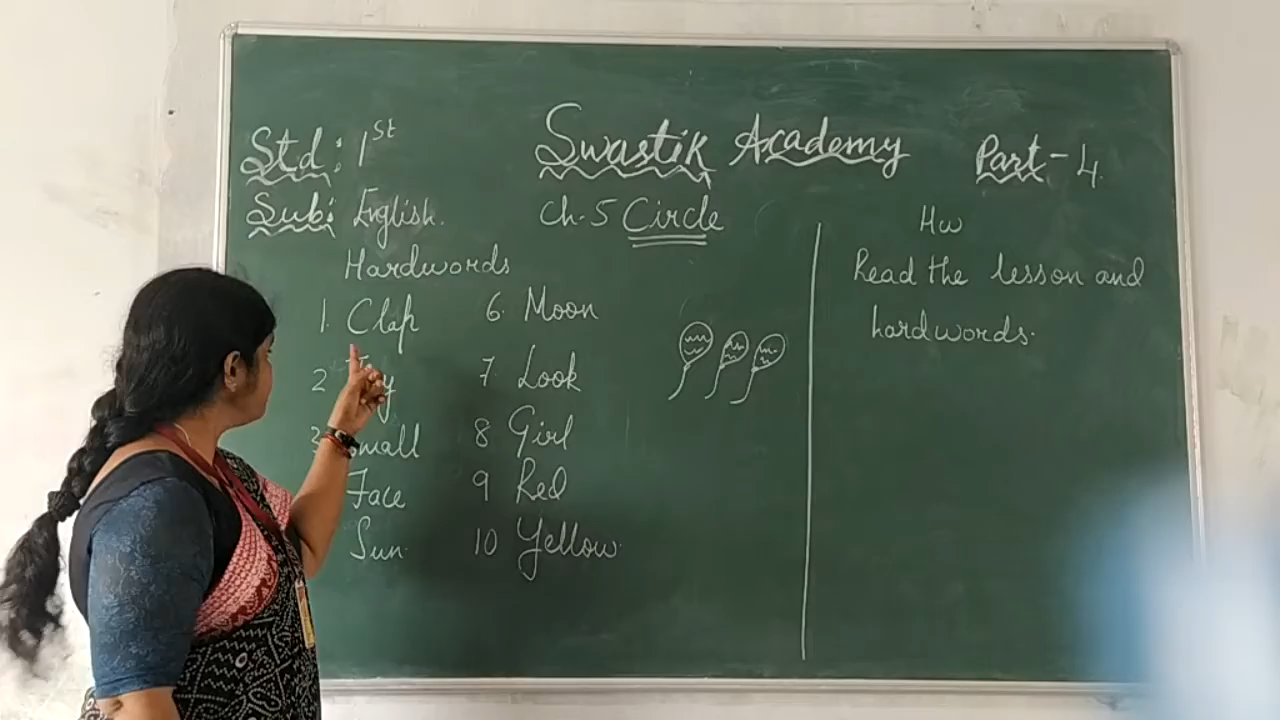 Swastik Academy
Std: 1st
Part-4.
Sub: English.
Ch.5 Circle
Hardwords
1. Clap
2
3 Small
Face
Sun.
6. Moon
7. Look
8 Girl
9 Red
10 Yellow.
Hw
Read the lesson and
hardwords.